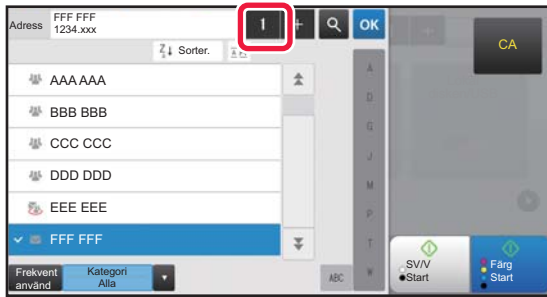 Adress
FFF FFF
1234.xxx
1
+
OK
CA
Sorter.
AAA AAA
BBB BBB
CCC CCC
DDD DDD
EEE EEE
FFF FFF
A
D
G
J
M
P
T
W
Frekvent
använd
Kategori
Alla
ABC
SV/V
Start
Färg
Start